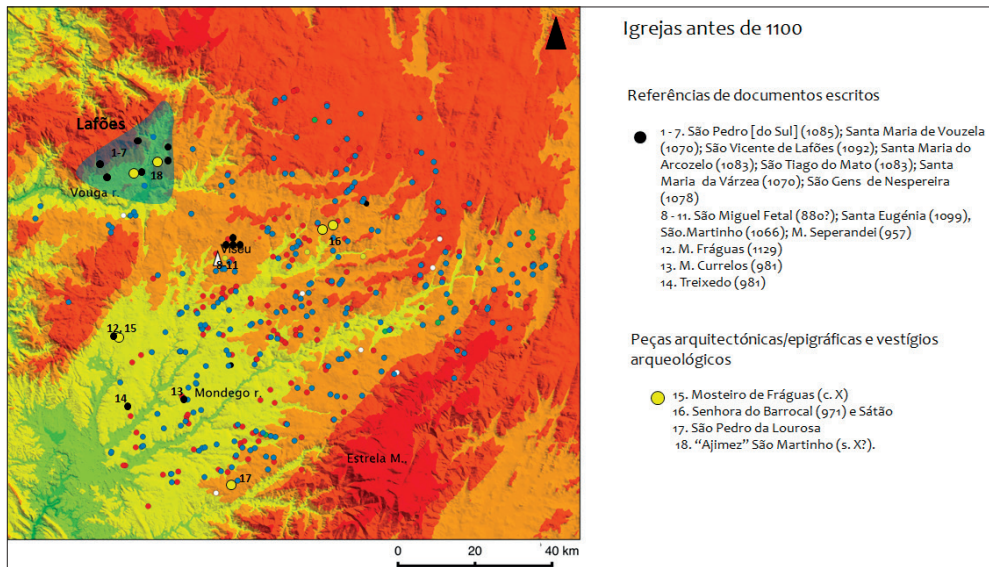 Igrejas antes de 1100
Referências de documentos escritos
1 - 7. São Pedro [do Sul] (1085); Santa Maria de Vouzela
(1070); São Vicente de Lafões (1092); Santa Maria do
Arcozelo (1083); São Tiago do Mato (1083); Santa
Maria da Várzea (1070); São Gens de Nespereira
(1078)
8 - 11. São Miguel Fetal (880?); Santa Eugénia (1099),
São.Martinho (1066); M. Seperandei (957)
12. M. Fráguas (1129)
13. M. Currelos (981)
14. Treixedo (981)
Peças arquitectónicas/epigráficas e vestígios
arqueológicos
15. Mosteiro de Fráguas (c. X)
16. Senhora do Barrocal (971) e Sátão
17. São Pedro da Lourosa
18. “Ajimez” São Martinho (s. X?).
Lafões
1-7
18
Vouga r.
16
Viseu
8-11
12, 15
13
Mondego r.
14
Estrela M.
17
0 20 40 km